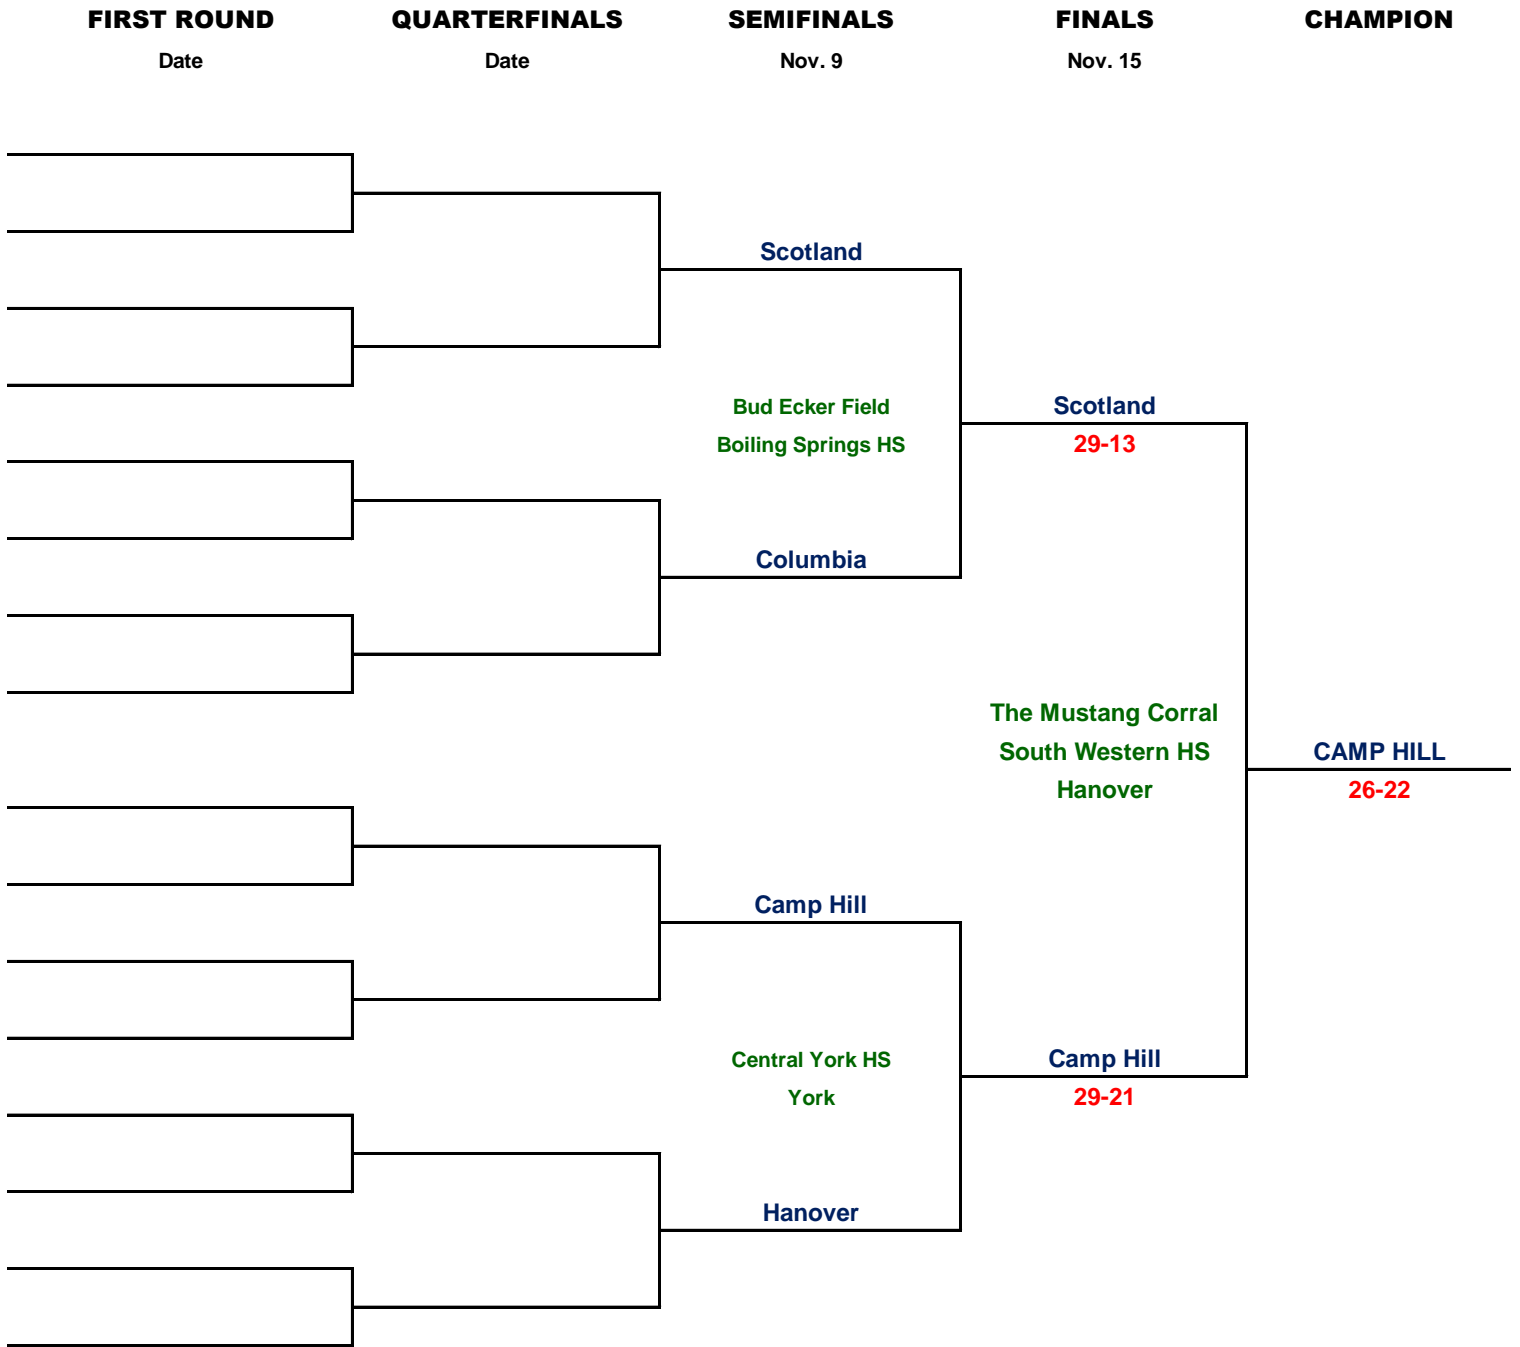 FIRST ROUND QUARTERFINALS SEMIFINALS FINALS CHAMPION
Date Date Nov. 9 Nov. 15
Scotland
Bud Ecker Field
Boiling Springs HS
Columbia
Scotland
29-13
Camp Hill
Central York HS
York
Hanover
Camp Hill
29-21
The Mustang Corral
South Western HS
Hanover
CAMP HILL
26-22